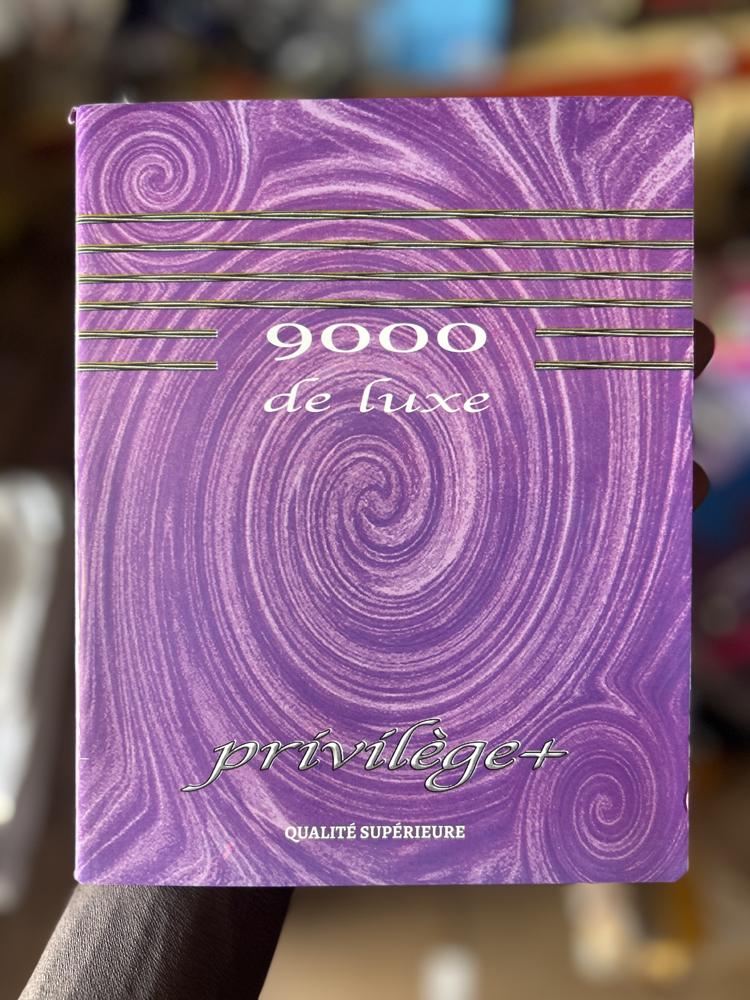 9000
de luxe
privilège+
QUALITÉ SUPÉRIEURE